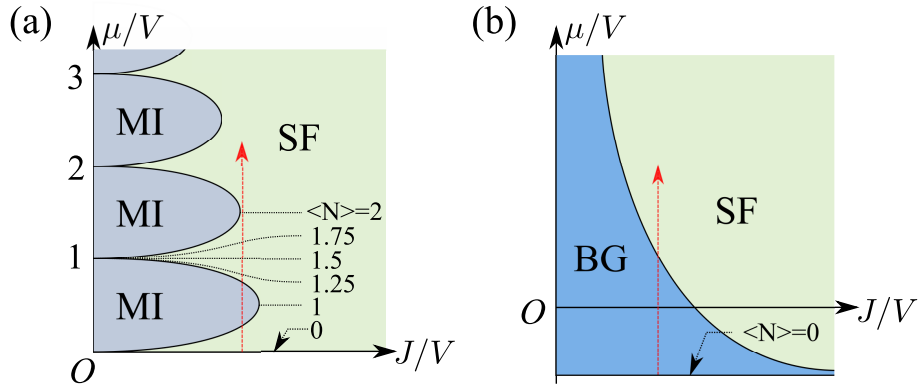 (a)
μ/V
3
MI
2
SF
MI
<N>=2
1.75
1
1.5
1.25
MI
1
0
O
J/V
(b)
μ/V
SF
BG
O
J/V
<N>=0